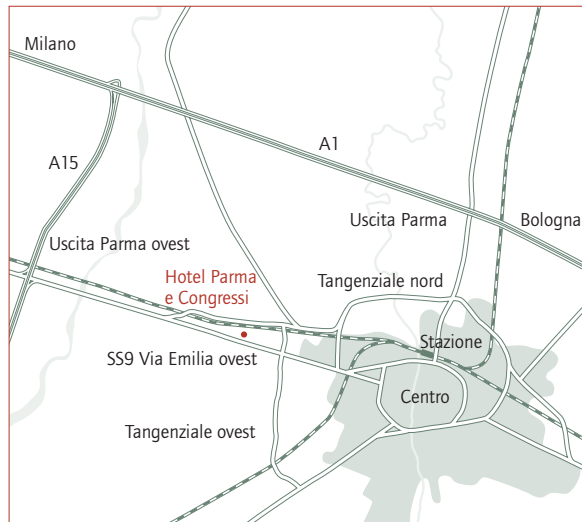 Milano
A1
A15
Uscita Parma
Bologna
Uscita Parma ovest
Hotel Parma
e Congressi
Tangenziale nord
Stazione
SS9 Via Emilia ovest
Centro
Tangenziale ovest